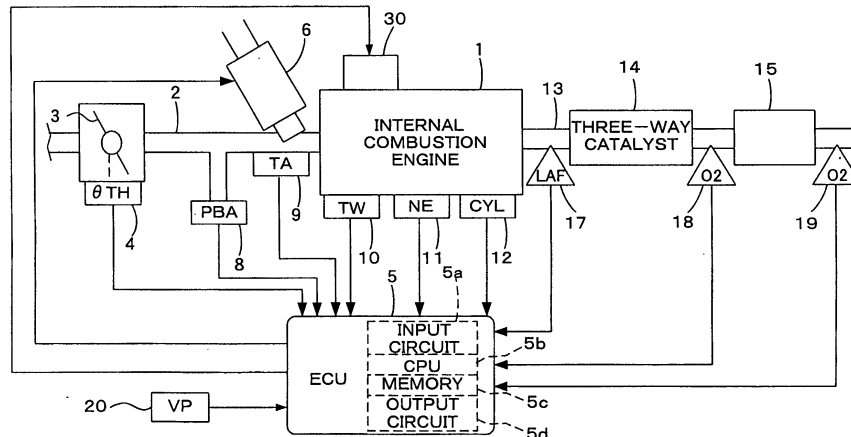 30
6
1
14
15
13
2
3
INTERNAL
COMBUSTION
ENGINE
THREE-WAY
CATALYST
TA
9
LAF
17
O2
18
O2
19
θTH
4
PBA
8
TW
10
NE
11
CYL
12
5
5a
INPUT
CIRCUIT
5b
ECU
CPU
MEMORY
5c
OUTPUT
CIRCUIT
5d
20
VP